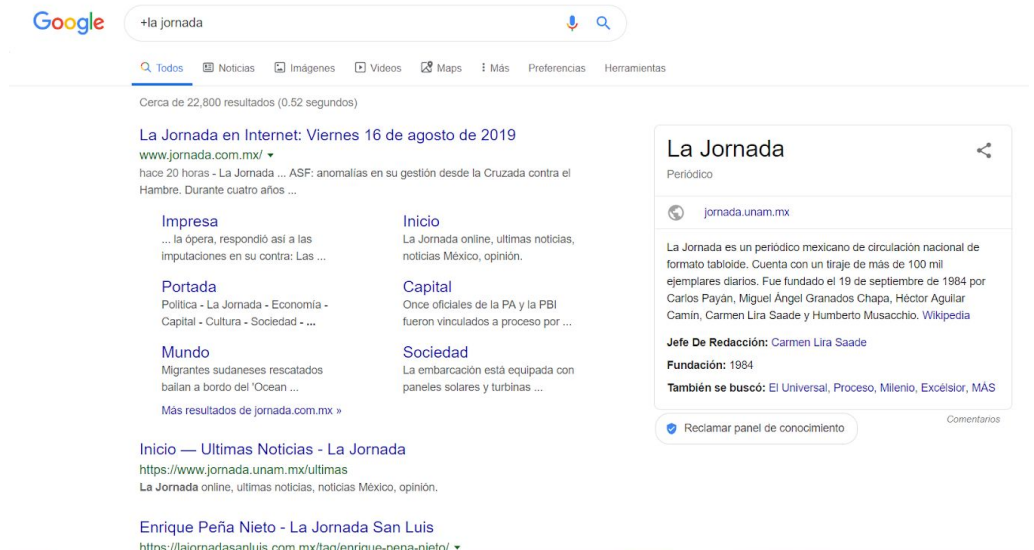 Google
+la jornada
Todos Noticias Imágenes Videos Maps Más Preferencias Herramientas
Cerca de 22,800 resultados (0.52 segundos)
La Jornada en Internet: Viernes 16 de agosto de 2019
www.jornada.com.mx/
hace 20 horas - La Jornada ... ASF: anomalías en su gestión desde la Cruzada contra el
Hambre. Durante cuatro años ...
Impresa
... la ópera, respondió así a las
imputaciones en su contra: Las ...
Inicio
La Jornada online, ultimas noticias,
noticias México, opinión.
Portada
Politica - La Jornada - Economía -
Capital - Cultura - Sociedad - ...
Capital
Once oficiales de la PA y la PBI
fueron vinculados a proceso por ...
Mundo
Migrantes sudaneses rescatados
bailan a bordo del 'Ocean ...
Sociedad
La embarcación está equipada con
paneles solares y turbinas ...
Más resultados de jornada.com.mx »
Inicio — Ultimas Noticias - La Jornada
https://www.jornada.unam.mx/ultimas
La Jornada online, ultimas noticias, noticias México, opinión.
Enrique Peña Nieto - La Jornada San Luis
https://lajornadasanluis.com.mx/tag/enrique-pena-nieto/
La Jornada
Periódico
jornada.unam.mx
La Jornada es un periódico mexicano de circulación nacional de
formato tabloide. Cuenta con un tiraje de más de 100 mil
ejemplares diarios. Fue fundado el 19 de septiembre de 1984 por
Carlos Payán, Miguel Ángel Granados Chapa, Héctor Aguilar
Camín, Carmen Lira Saade y Humberto Musacchio. Wikipedia
Jefe De Redacción: Carmen Lira Saade
Fundación: 1984
También se buscó: El Universal, Proceso, Milenio, Excélsior, MÁS
Comentarios
Reclamar panel de conocimiento